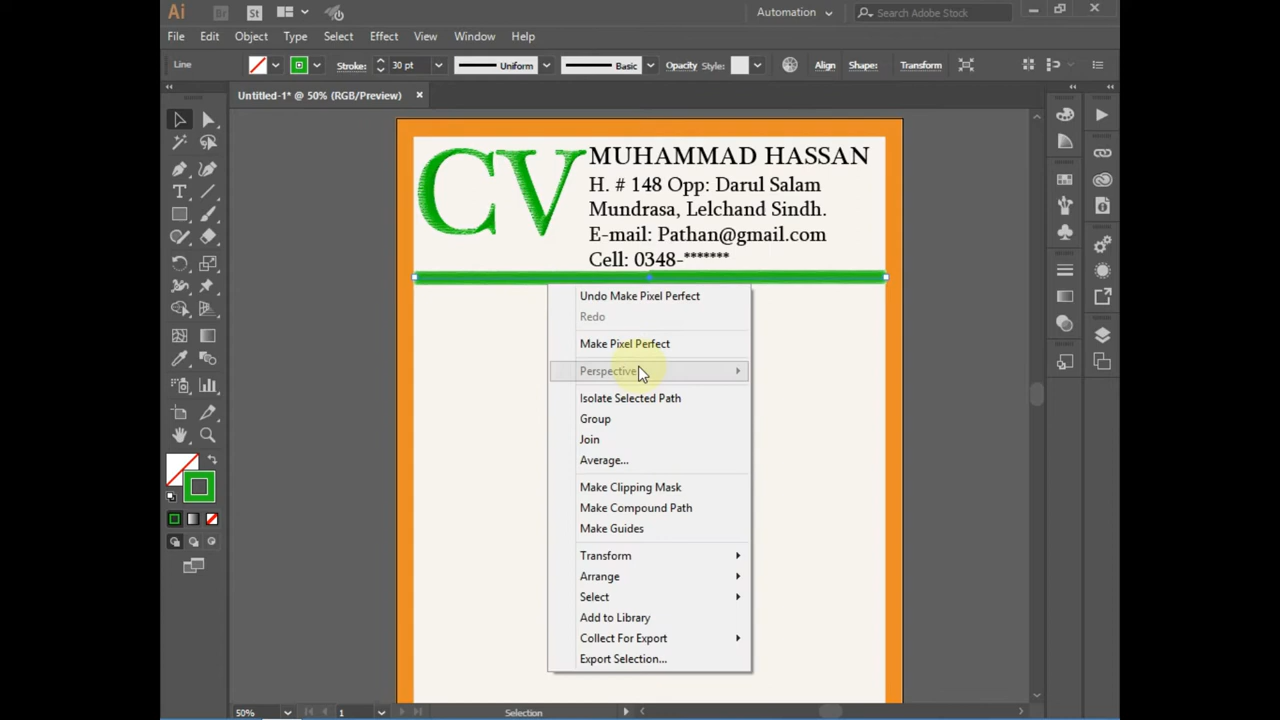 Ai
Br
St
Automation
Search Adobe Stock
File Edit Object Type Select Effect View Window Help
Line
Stroke: 30 pt Uniform Basic Opacity Style: Align Shape: Transform
Untitled-1* @ 50% (RGB/Preview)
CV
MUHAMMAD HASSAN
H. # 148 Opp: Darul Salam
Mundrasa, Lelchand Sindh.
E-mail: Pathan@gmail.com
Cell: 0348-*******
Undo Make Pixel Perfect
Redo
Make Pixel Perfect
Perspective
Isolate Selected Path
Group
Join
Average...
Make Clipping Mask
Make Compound Path
Make Guides
Transform
Arrange
Select
Add to Library
Collect For Export
Export Selection...
50% 1 Selection